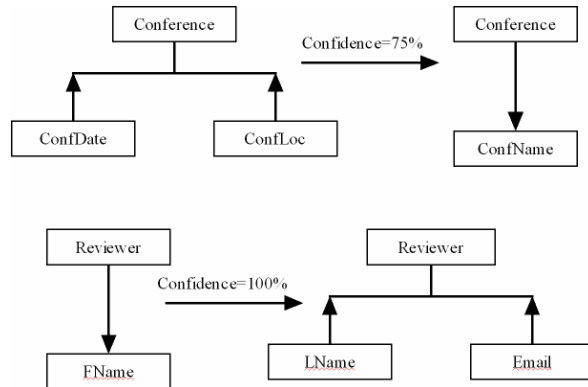 Conference
Confidence=75%
Conference
ConfDate
ConfLoc
ConfName
Reviewer
Confidence=100%
Reviewer
FName
LName
Email